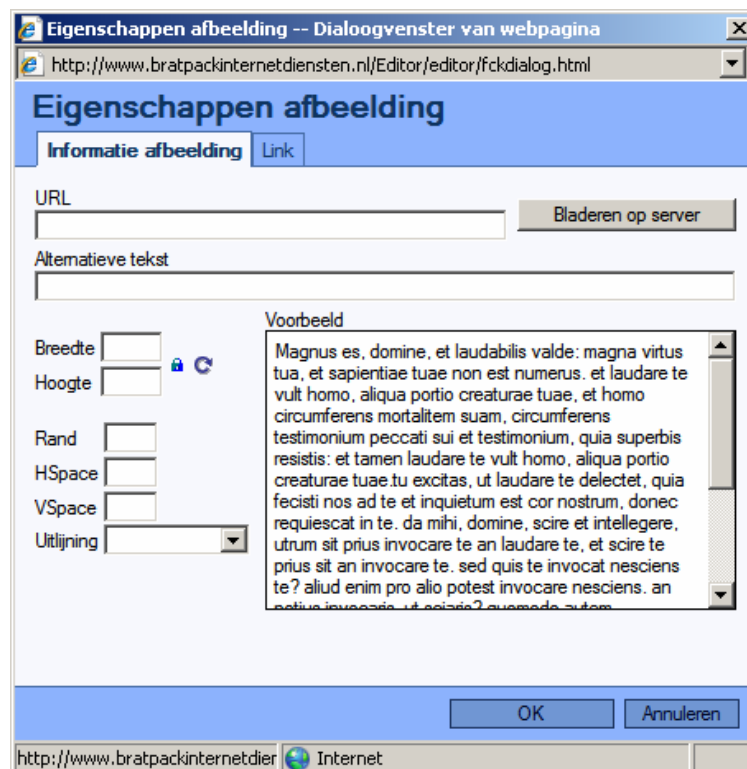 Eigenschappen afbeelding -- Dialoogvenster van webpagina
http://www.bratpackinternetdiensten.nl/Editor/editor/fckdialog.html
Eigenschappen afbeelding
Informatie afbeelding
Link
URL
Bladeren op server
Alternatieve tekst
Voorbeeld
Breedte
Hoogte
Rand
HSpace
VSpace
Uitlijning
Magnus es, domine, et laudabilis valde: magna virtus
tua, et sapientiae tuae non est numerus. et laudare te
vult homo, aliqua portio creaturae tuae, et homo
circumferens mortalitem suam, circumferens
testimonium peccati sui et testimonium, quia superbis
resistis: et tamen laudare te vult homo, aliqua portio
creaturae tuae.tu excitas, ut laudare te delectet, quia
fecisti nos ad te et inquietum est cor nostrum, donec
requiescat in te. da mihi, domine, scire et intellegere,
utrum sit prius invocare te an laudare te, et scire te
prius sit an invocare te. sed quis te invocat nesciens
te? aliud enim pro alio potest invocare nesciens. an
potius invocaris, ut sciaris? quomodo autem
OK
Annuleren
http://www.bratpackinternetdier
Internet